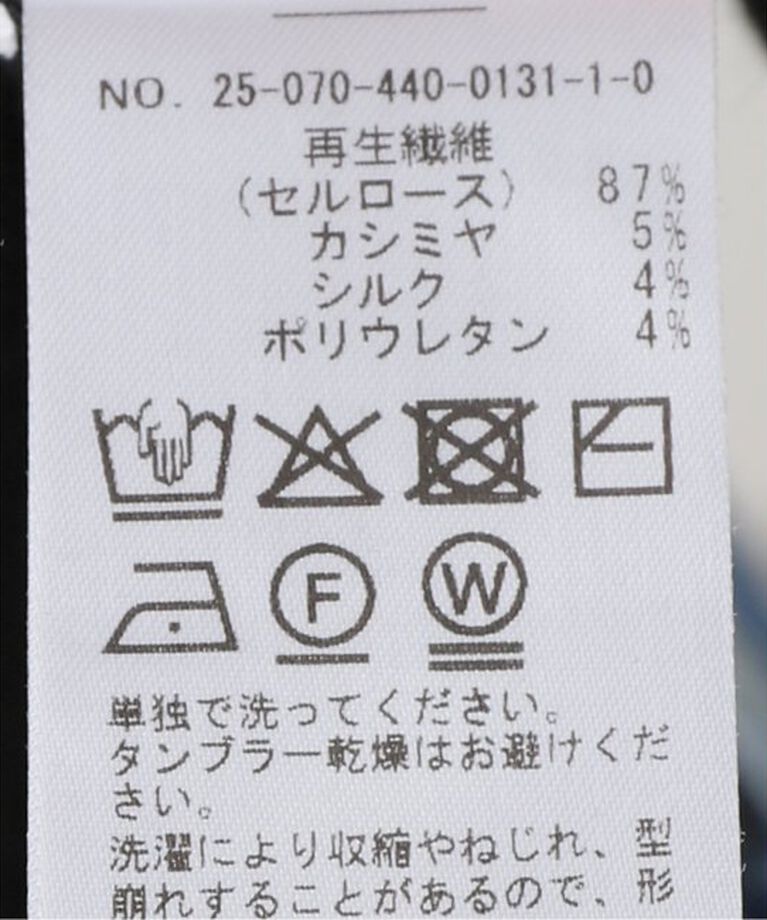 NO. 25-070-440-0131-1-0
再生繊維
(セルロース) 87%
カシミヤ 5%
シルク 4%
ポリウレタン 4%
F W
単独で洗ってください。
タンブラー乾燥はお避けくだ
さい。
洗濯により収縮やねじれ、型
崩れすることがあるので、形